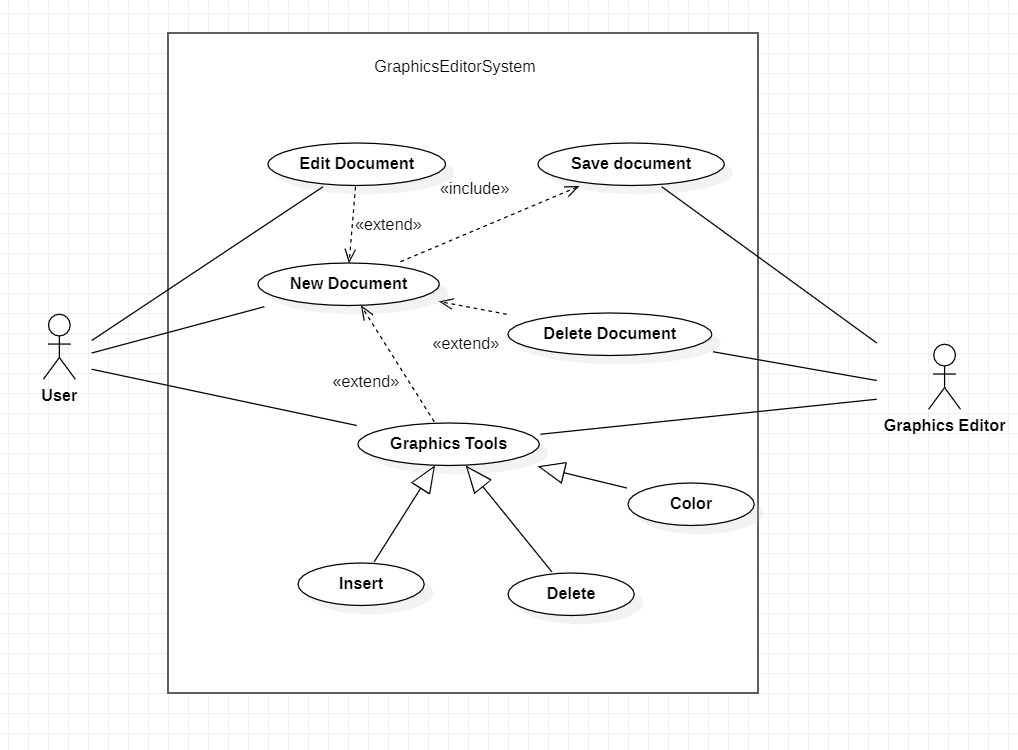 GraphicsEditorSystem
Edit Document
Save document
«include»
«extend»
New Document
Delete Document
«extend»
«extend»
User
Graphics Editor
Graphics Tools
Color
Insert
Delete